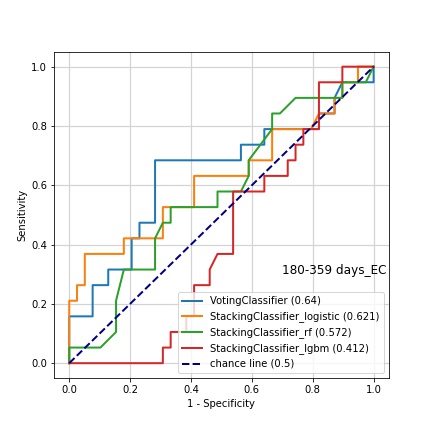 1.0
0.8
0.6
0.4
0.2
0.0
Sensitivity
180-359 days_EC
VotingClassifier (0.64)
StackingClassifier_logistic (0.621)
StackingClassifier_rf (0.572)
StackingClassifier_lgbm (0.412)
chance line (0.5)
0.0 0.2 0.4 0.6 0.8 1.0
1 - Specificity